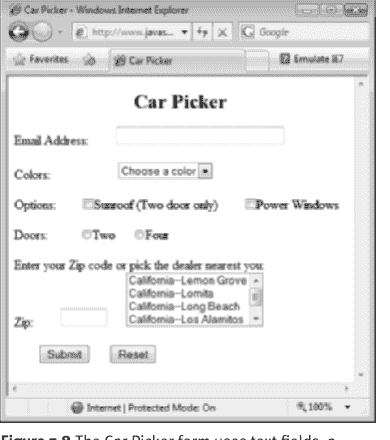 Car Picker - Windows Internet Explorer
http://www.javas...
Google
Favorites
Car Picker
Emulate IE7
Car Picker
Email Address:
Colors:
Choose a color
Options:
Sunroof (Two door only)
Power Windows
Doors:
Two
Four
Enter your Zip code or pick the dealer nearest you:
California--Lemon Grove
California--Lomita
California--Long Beach
California--Los Alamitos
Zip:
Submit
Reset
Internet | Protected Mode: On
100%
The Car Picker form uses text fields, a